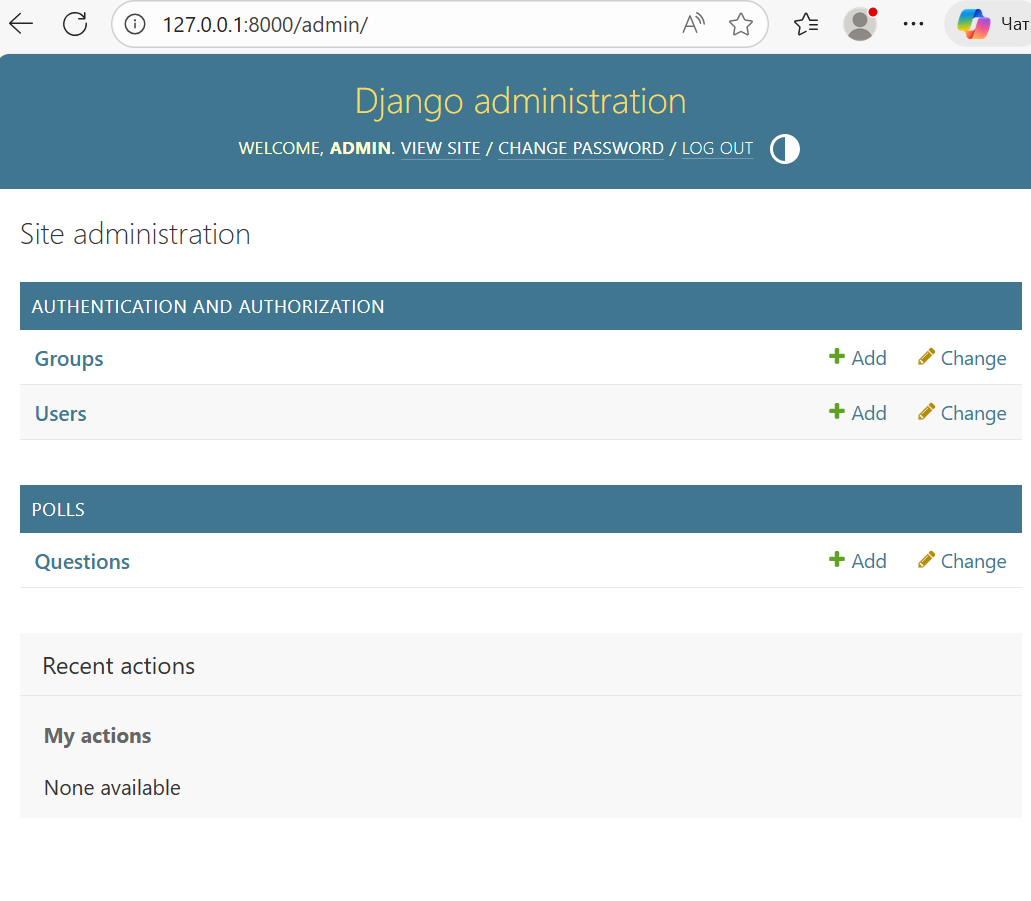 127.0.0.1:8000/admin/
Чат
Django administration
WELCOME, ADMIN. VIEW SITE / CHANGE PASSWORD / LOG OUT
Site administration
AUTHENTICATION AND AUTHORIZATION
Groups Add Change
Users Add Change
POLLS
Questions Add Change
Recent actions
My actions
None available